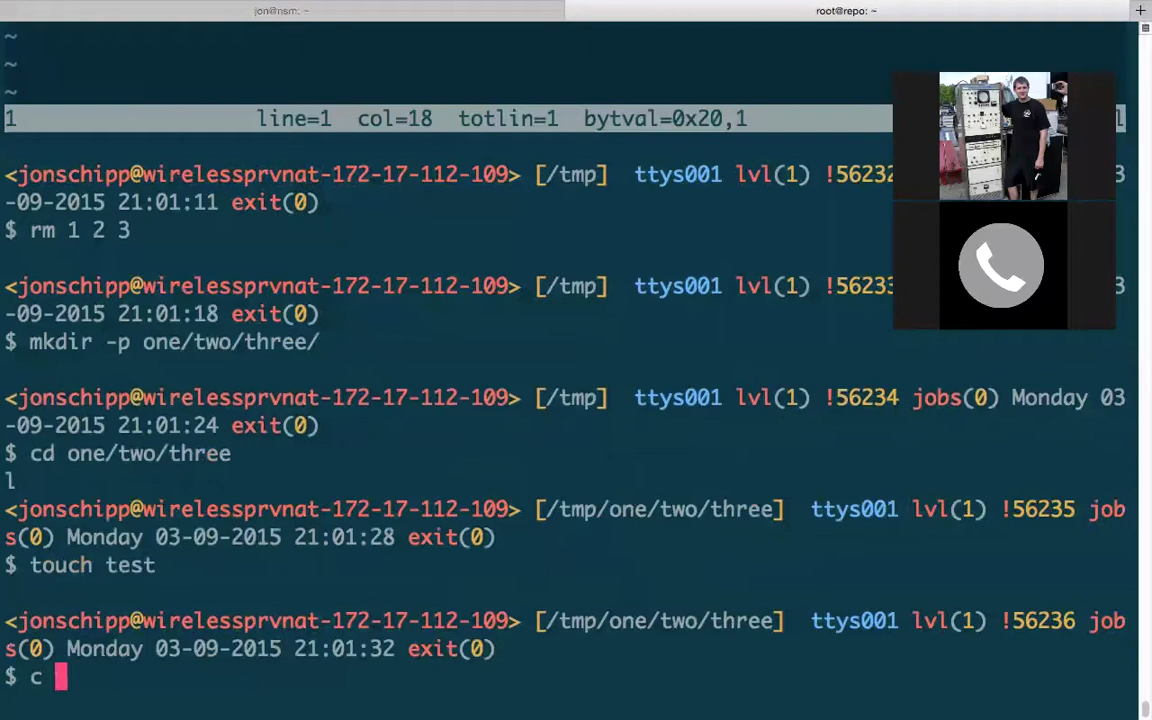 jon@nsm: ~
root@repo: ~
~
~
~
1 line=1 col=18 totlin=1 bytval=0x20,1 l
<jonschipp@wirelessprvnat-172-17-112-109> [/tmp] ttys001 lvl(1) !56232 3
-09-2015 21:01:11 exit(0)
$ rm 1 2 3
<jonschipp@wirelessprvnat-172-17-112-109> [/tmp] ttys001 lvl(1) !56233 3
-09-2015 21:01:18 exit(0)
$ mkdir -p one/two/three/
<jonschipp@wirelessprvnat-172-17-112-109> [/tmp] ttys001 lvl(1) !56234 jobs(0) Monday 03
-09-2015 21:01:24 exit(0)
$ cd one/two/three
l
<jonschipp@wirelessprvnat-172-17-112-109> [/tmp/one/two/three] ttys001 lvl(1) !56235 job
s(0) Monday 03-09-2015 21:01:28 exit(0)
$ touch test
<jonschipp@wirelessprvnat-172-17-112-109> [/tmp/one/two/three] ttys001 lvl(1) !56236 job
s(0) Monday 03-09-2015 21:01:32 exit(0)
$ c